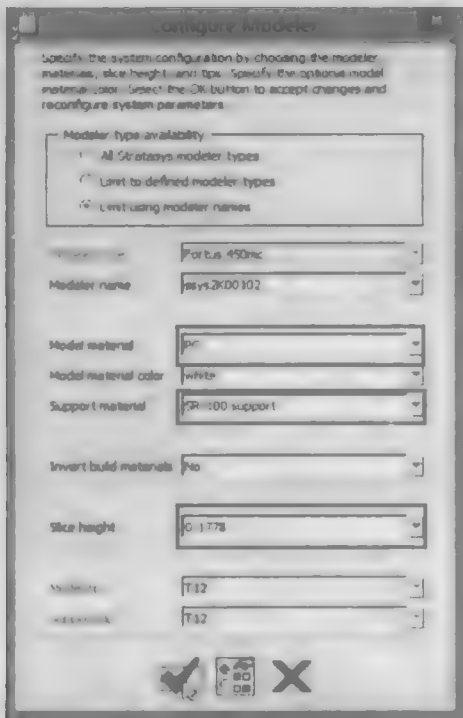 Configure Modeler
Specify the system configuration by choosing the modeler
materials, slice height, and tips. Specify the optional model
material color. Select the OK button to accept changes and
reconfigure system parameters.
Modeler type availability
All Stratasys modeler types
Limit to defined modeler types
Limit using modeler names
Fortus 450mc
Modeler name
Model material
PC
Model material color
white
Support material
SR-100 support
Invert build materials
No
Slice height
0.1778
T12
T12